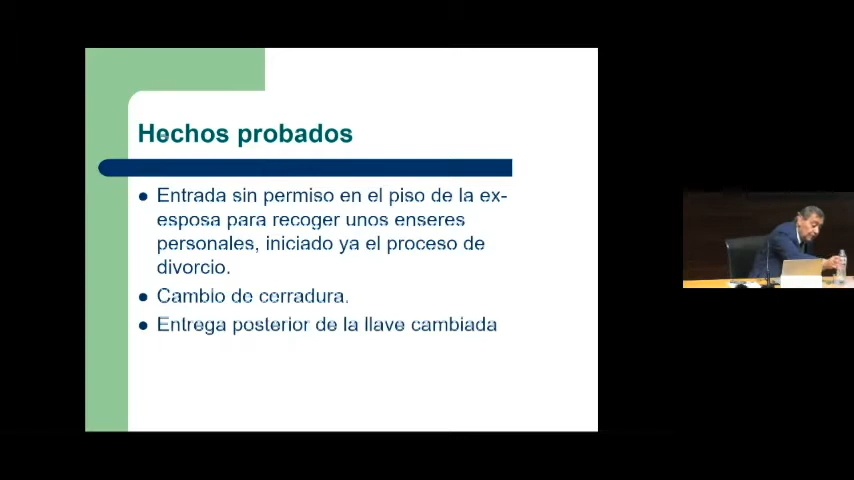 Hechos probados
Entrada sin permiso en el piso de la ex-
esposa para recoger unos enseres
personales, iniciado ya el proceso de
divorcio.
Cambio de cerradura.
Entrega posterior de la llave cambiada